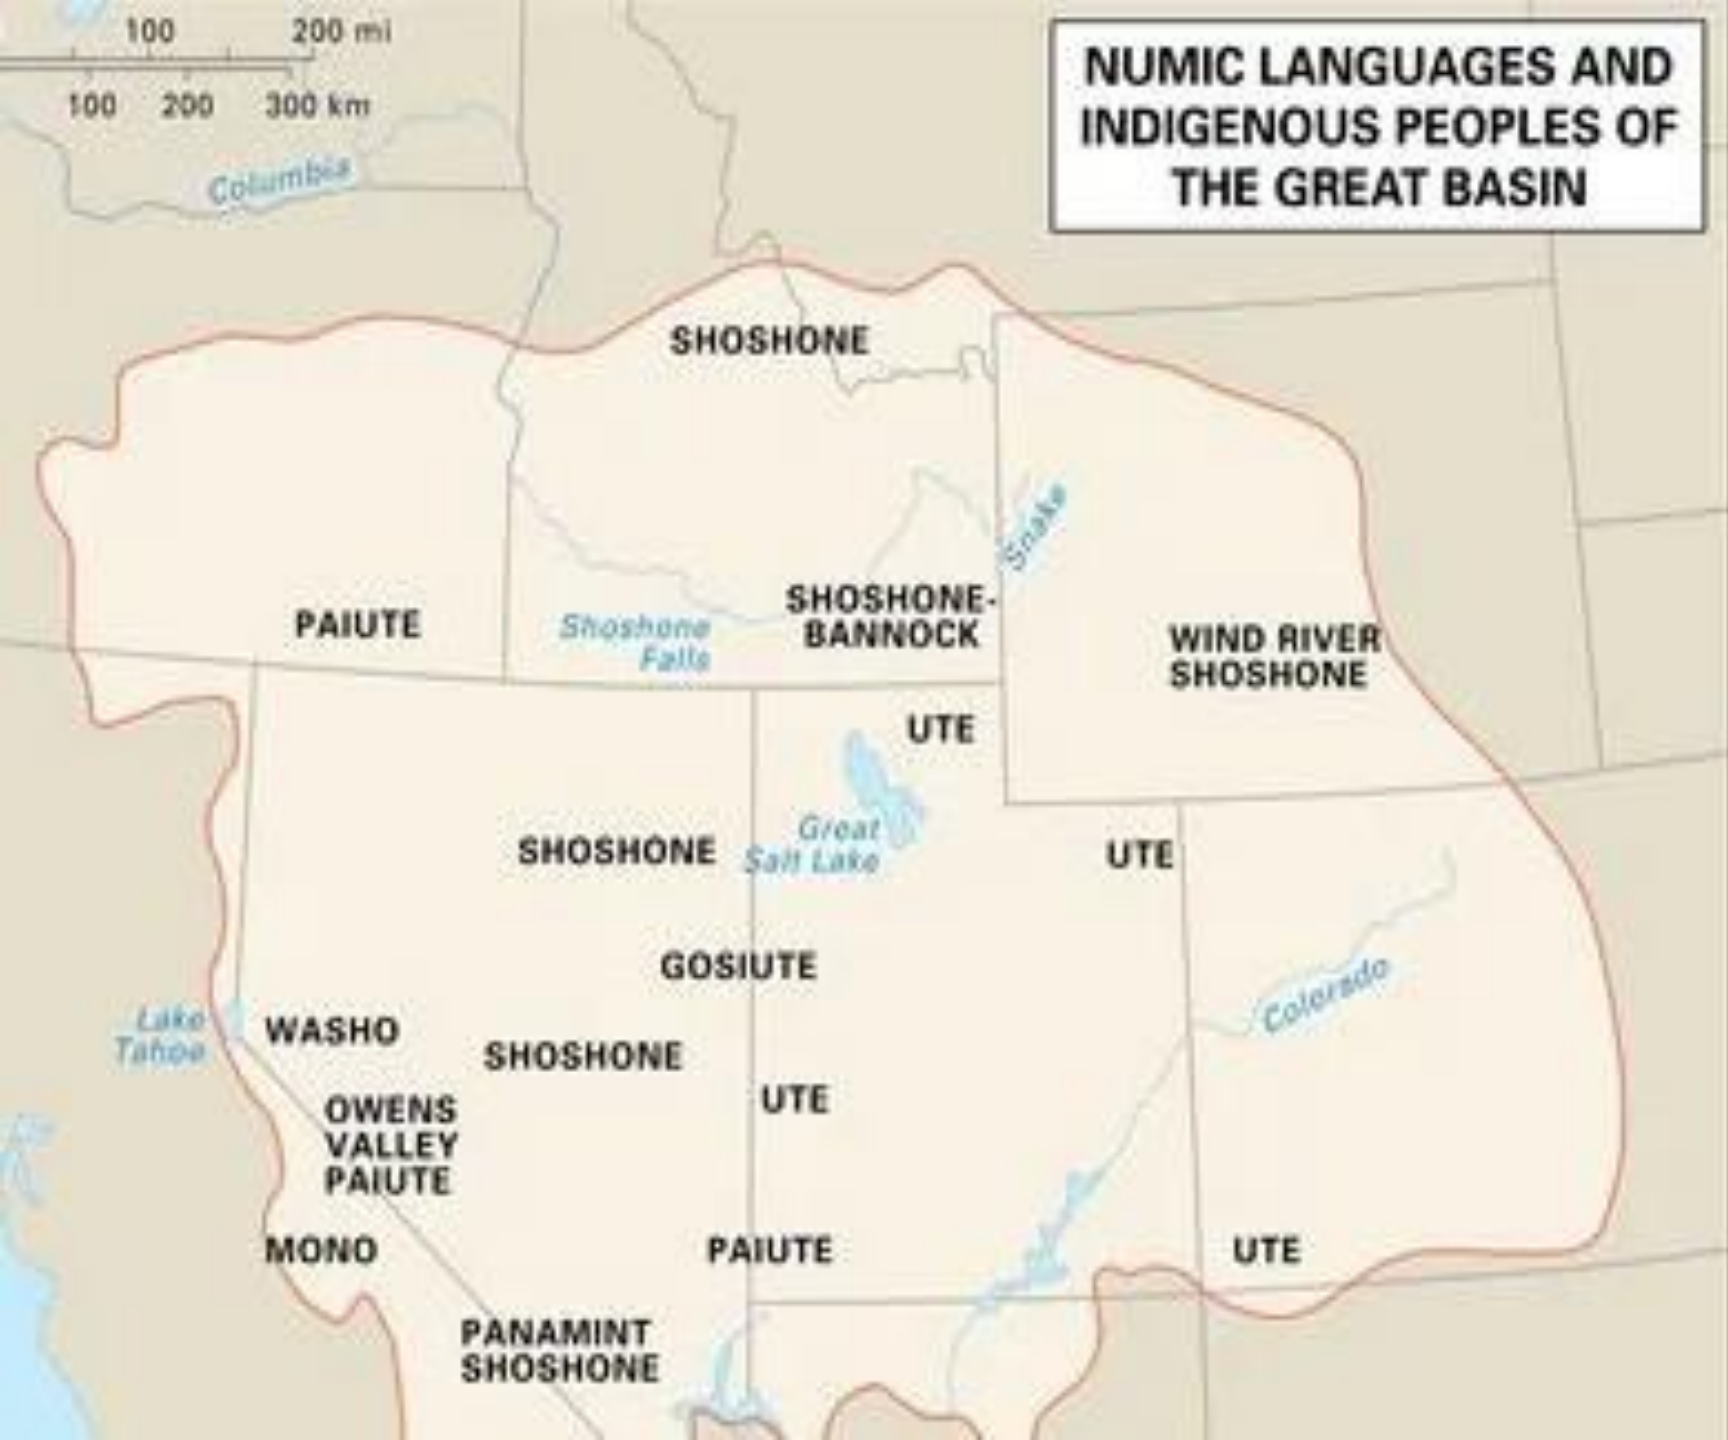 100 200 mi
100 200 300 km
NUMIC LANGUAGES AND
INDIGENOUS PEOPLES OF
THE GREAT BASIN
Columbia
SHOSHONE
Snake
PAIUTE
Shoshone
Falls
SHOSHONE-
BANNOCK
WIND RIVER
SHOSHONE
UTE
Great
Salt Lake
SHOSHONE
UTE
GOSIUTE
Colorado
Lake
Tahoe
WASHO
SHOSHONE
UTE
OWENS
VALLEY
PAIUTE
MONO
PAIUTE
UTE
PANAMINT
SHOSHONE